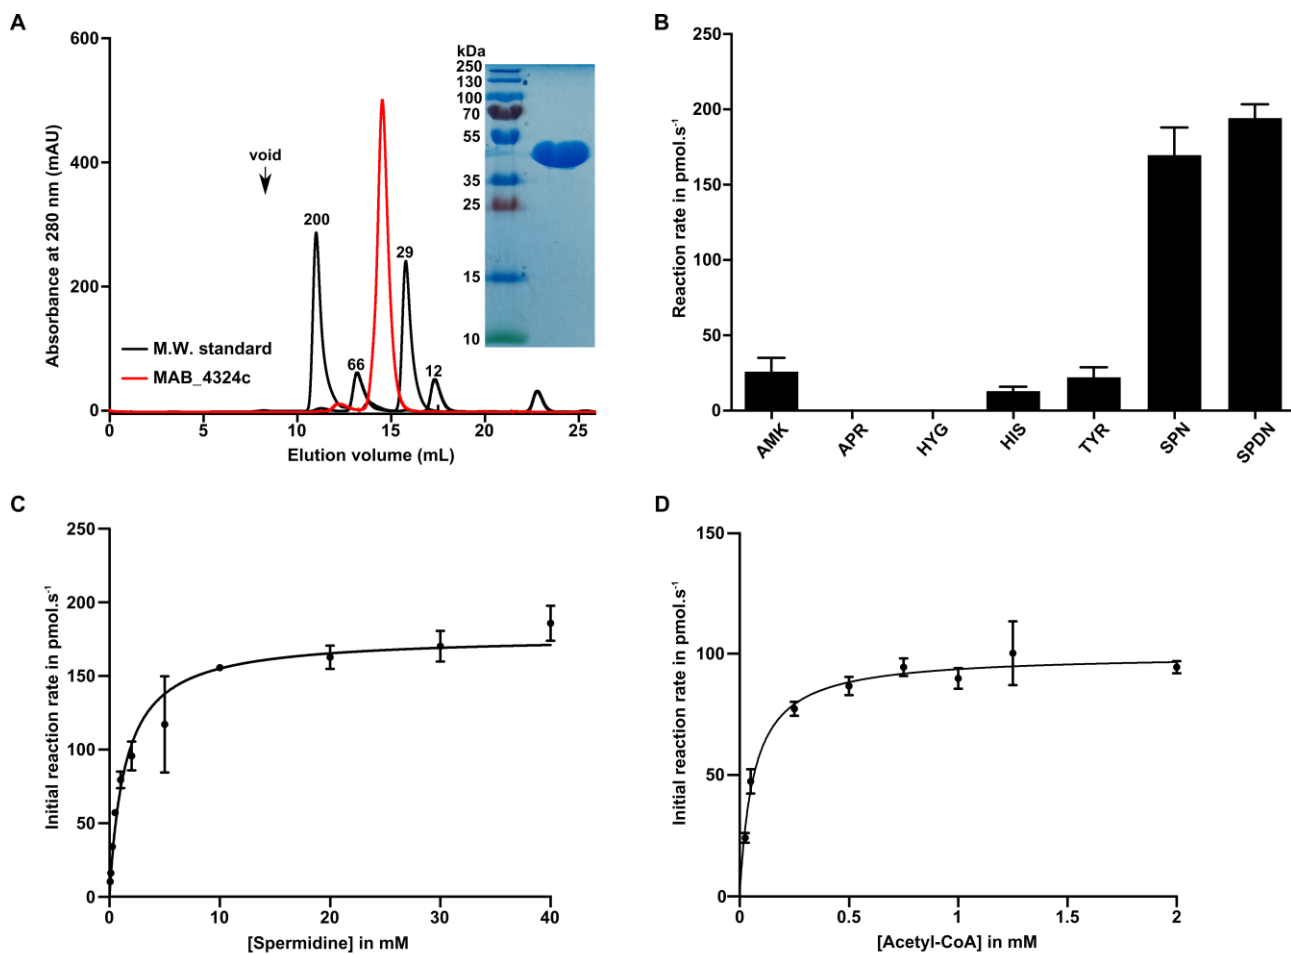 A
600
400
200
0
Absorbance at 280 nm (mAU)
void
200
66
29
12
M.W. standard
MAB_4324c
0
5
10
15
20
25
Elution volume (mL)
kDa
250
130
100
70
55
35
25
15
10
B
250
200
150
100
50
0
Reaction rate in pmol.s-1
AMK
APR
HYG
HIS
TYR
SPN
SPDN
C
250
200
150
100
50
0
Initial reaction rate in pmol.s-1
0
10
20
30
40
[Spermidine] in mM
D
150
100
50
0
Initial reaction rate in pmol.s-1
0
0.5
1
1.5
2
[Acetyl-CoA] in mM